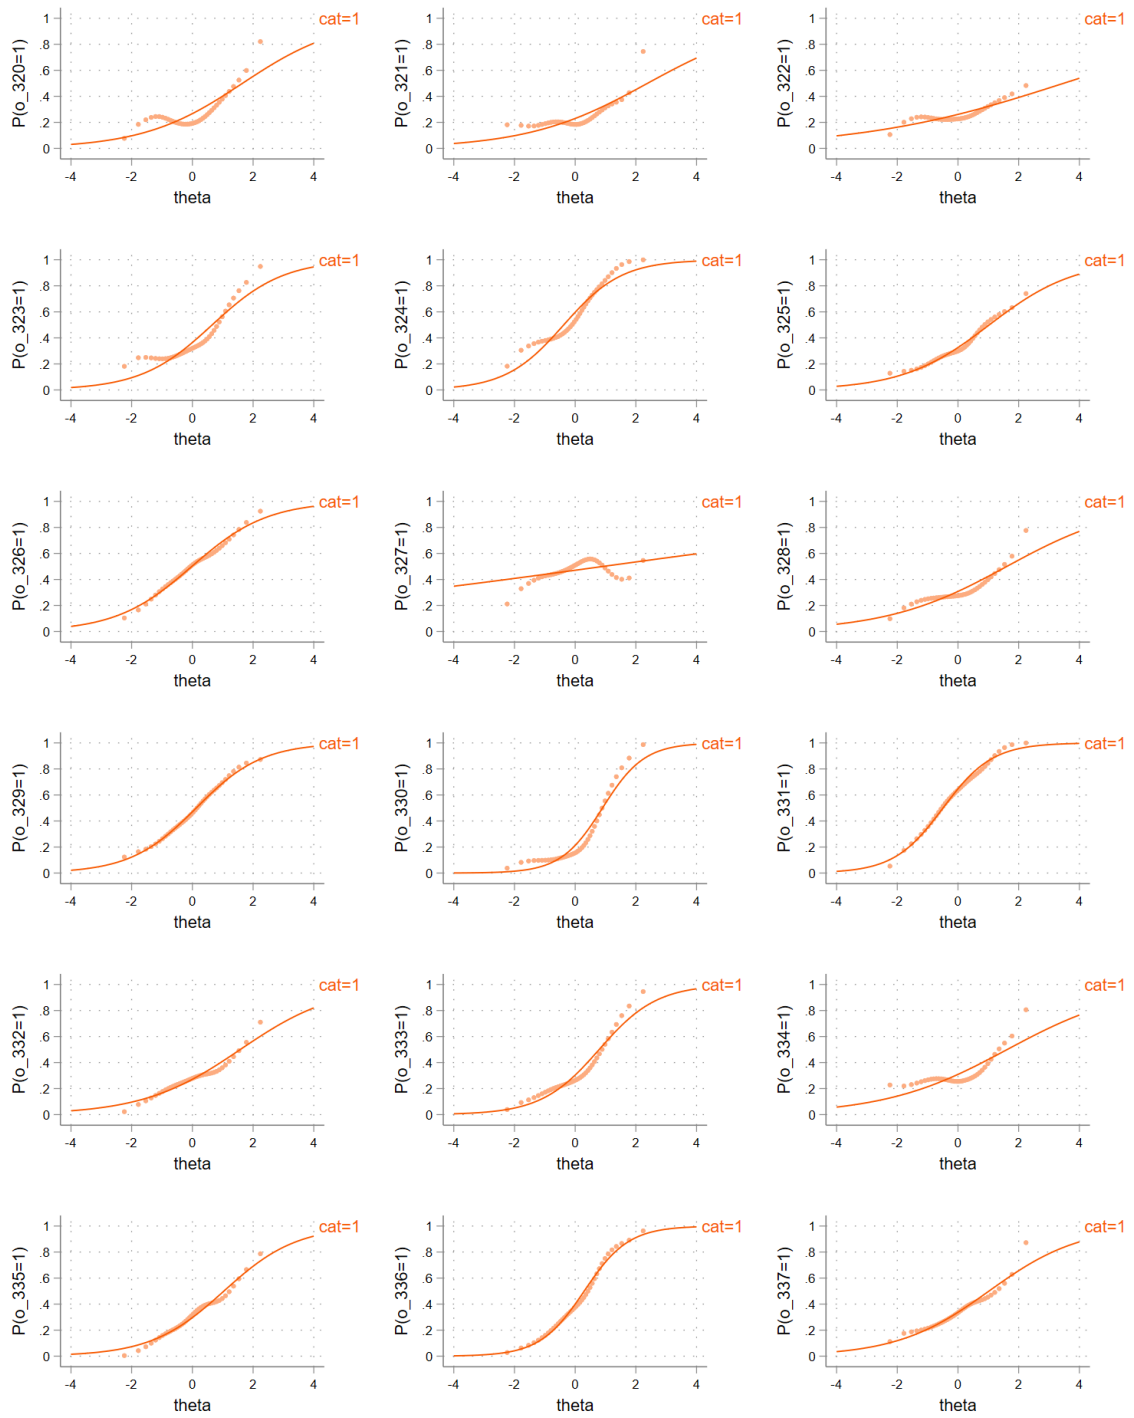 P(o_320=1)
1
.8
.6
.4
.2
0
-4 -2 0 2 4
theta
cat=1
P(o_321=1)
1
.8
.6
.4
.2
0
-4 -2 0 2 4
theta
cat=1
P(o_322=1)
1
.8
.6
.4
.2
0
-4 -2 0 2 4
theta
cat=1
P(o_323=1)
1
.8
.6
.4
.2
0
-4 -2 0 2 4
theta
cat=1
P(o_324=1)
1
.8
.6
.4
.2
0
-4 -2 0 2 4
theta
cat=1
P(o_325=1)
1
.8
.6
.4
.2
0
-4 -2 0 2 4
theta
cat=1
P(o_326=1)
1
.8
.6
.4
.2
0
-4 -2 0 2 4
theta
cat=1
P(o_327=1)
1
.8
.6
.4
.2
0
-4 -2 0 2 4
theta
cat=1
P(o_328=1)
1
.8
.6
.4
.2
0
-4 -2 0 2 4
theta
cat=1
P(o_329=1)
1
.8
.6
.4
.2
0
-4 -2 0 2 4
theta
cat=1
P(o_330=1)
1
.8
.6
.4
.2
0
-4 -2 0 2 4
theta
cat=1
P(o_331=1)
1
.8
.6
.4
.2
0
-4 -2 0 2 4
theta
cat=1
P(o_332=1)
1
.8
.6
.4
.2
0
-4 -2 0 2 4
theta
cat=1
P(o_333=1)
1
.8
.6
.4
.2
0
-4 -2 0 2 4
theta
cat=1
P(o_334=1)
1
.8
.6
.4
.2
0
-4 -2 0 2 4
theta
cat=1
P(o_335=1)
1
.8
.6
.4
.2
0
-4 -2 0 2 4
theta
cat=1
P(o_336=1)
1
.8
.6
.4
.2
0
-4 -2 0 2 4
theta
cat=1
P(o_337=1)
1
.8
.6
.4
.2
0
-4 -2 0 2 4
theta
cat=1